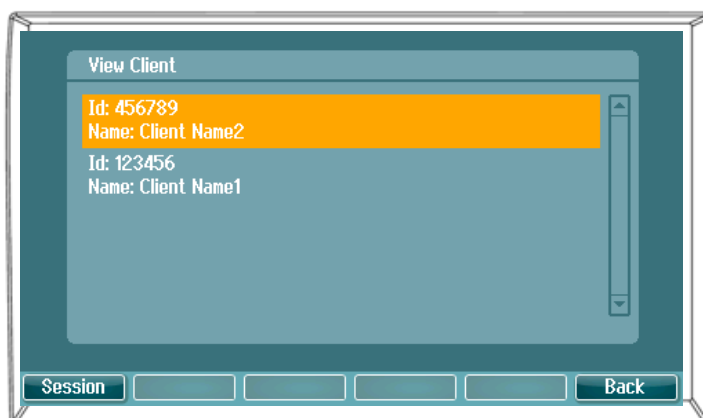 View Client
Id: 456789
Name: Client Name2
Id: 123456
Name: Client Name1
Session
Back